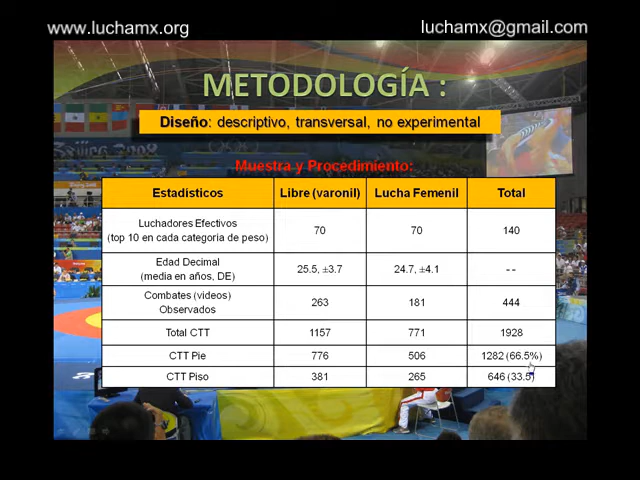 www.luchamx.org luchamx@gmail.com
METODOLOGÍA :
Diseño: descriptivo, transversal, no experimental
Muestra y Procedimiento:
Estadísticos Libre (varonil) Lucha Femenil Total
Luchadores Efectivos
(top 10 en cada categoria de peso) 70 70 140
Edad Decimal
(media en años, DE) 25.5, ±3.7 24.7, ±4.1 --
Combates (videos)
Observados 263 181 444
Total CTT 1157 771 1928
CTT Pie 776 506 1282 (66.5%)
CTT Piso 381 265 646 (33.5)